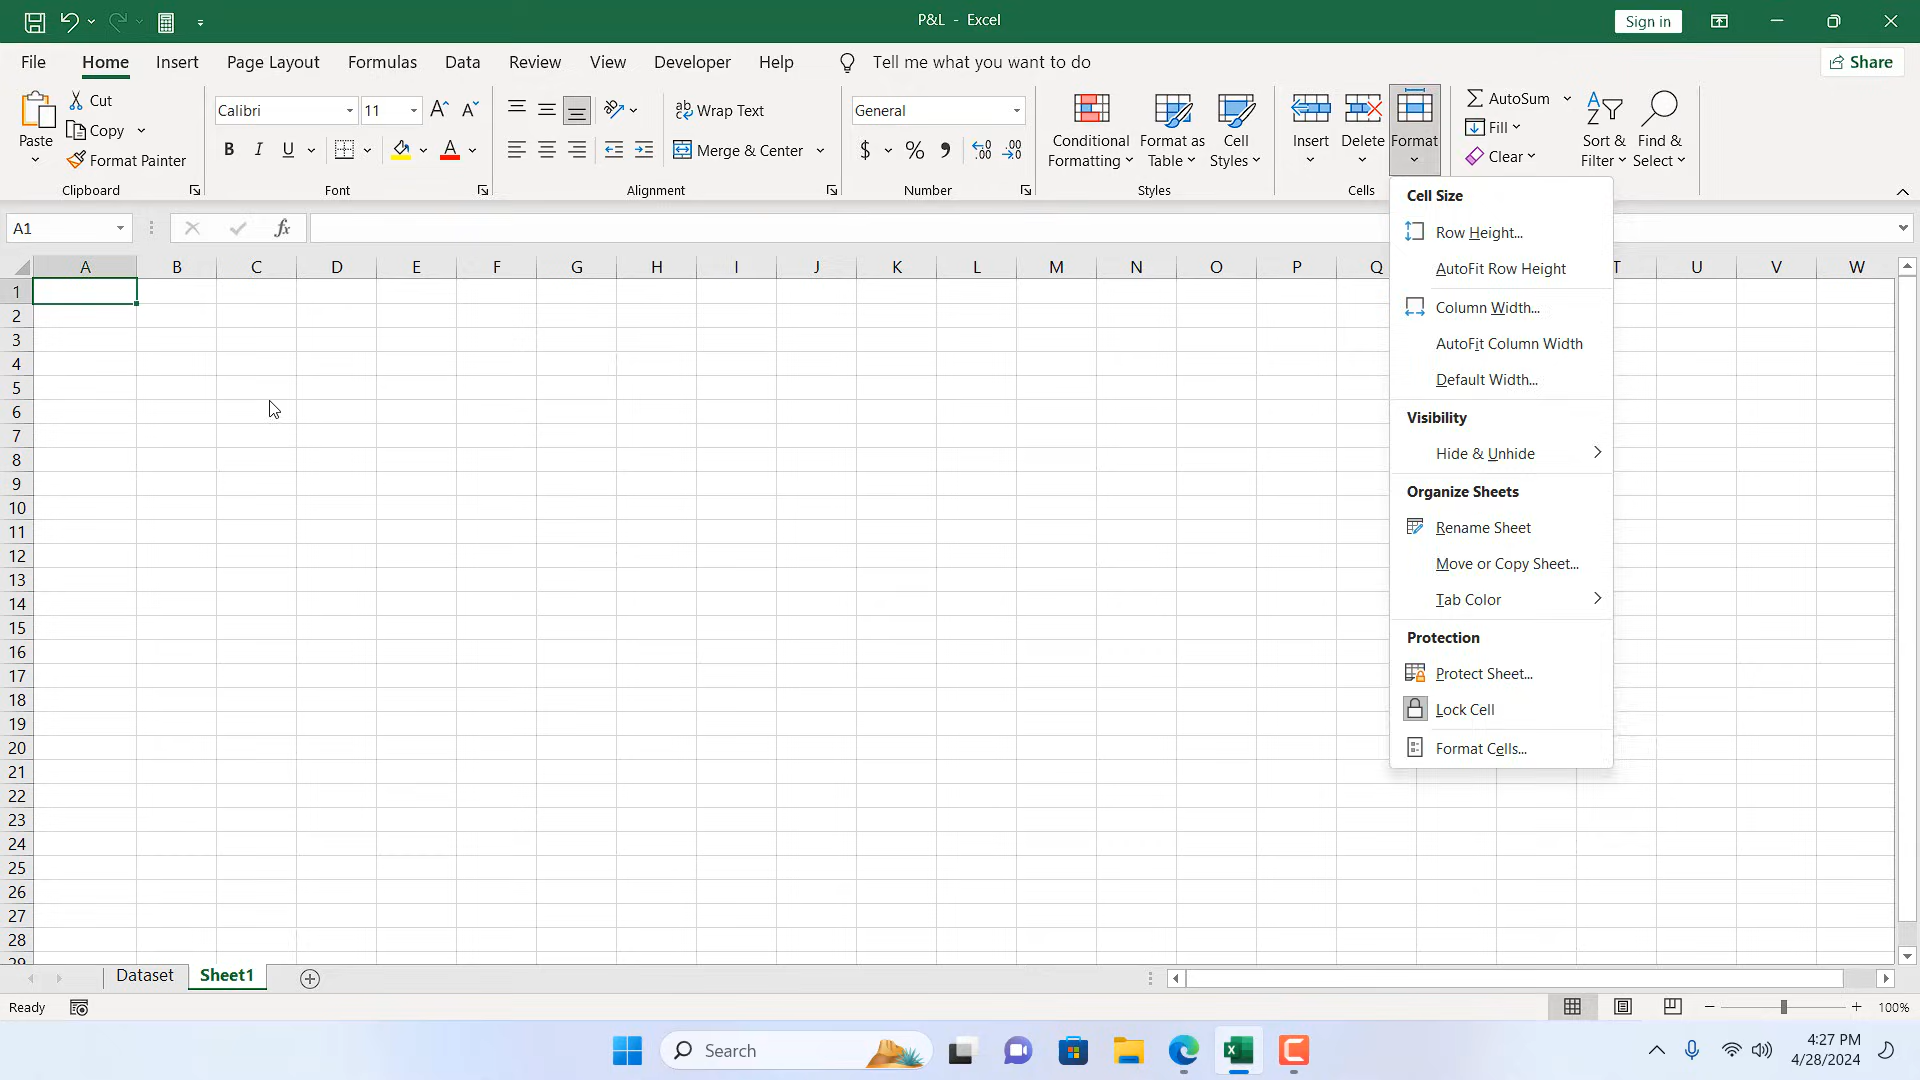 P&L - Excel
Sign in
File Home Insert Page Layout Formulas Data Review View Developer Help Tell me what you want to do Share
Paste
Cut
Copy
Format Painter
Clipboard
Calibri 11
B I U A
Font
Wrap Text
Merge & Center
Alignment
General
$ % 9
Number
Conditional Formatting
Format as Table
Cell Styles
Styles
Insert
Delete
Format
Cells
AutoSum
Fill
Clear
Sort & Filter
Find & Select
A1
fx
A B C D E F G H I J K L M N O P Q T U V W
1
2
3
4
5
6
7
8
9
10
11
12
13
14
15
16
17
18
19
20
21
22
23
24
25
26
27
28
29
Cell Size
Row Height...
AutoFit Row Height
Column Width...
AutoFit Column Width
Default Width...
Visibility
Hide & Unhide
Organize Sheets
Rename Sheet
Move or Copy Sheet...
Tab Color
Protection
Protect Sheet...
Lock Cell
Format Cells...
Dataset Sheet1
Ready
100%
Search
4:27 PM
4/28/2024